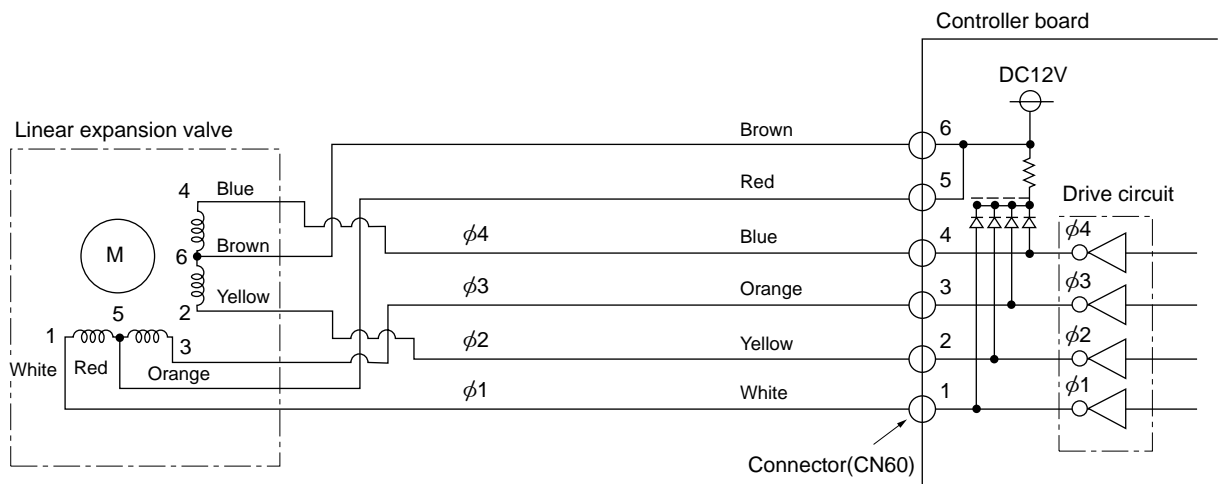 Controller board
DC12V
Linear expansion valve
Brown
6
4
Blue
Red
5
Drive circuit
M
6
Brown
ϕ4
Blue
4
ϕ4
2
Yellow
ϕ3
Orange
3
ϕ3
1
5
3
ϕ2
Yellow
2
ϕ2
White
Red
Orange
ϕ1
White
1
ϕ1
Connector(CN60)